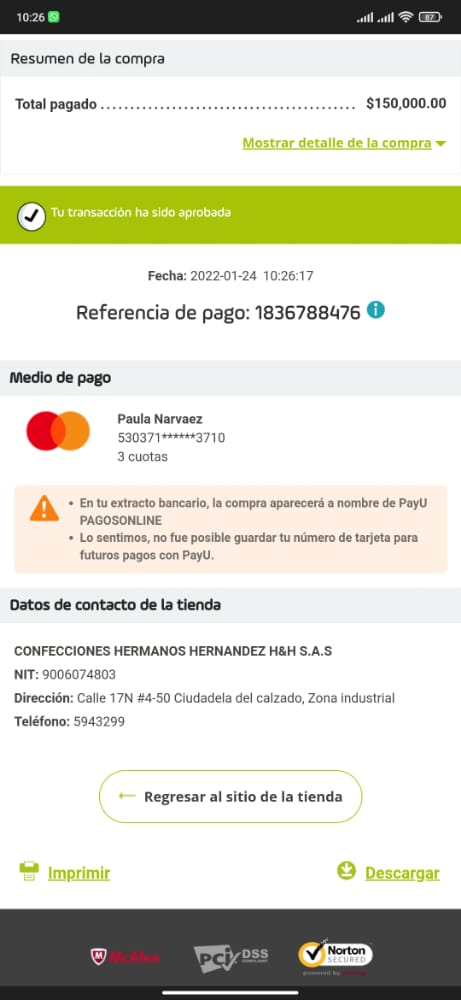 10:26
87
Resumen de la compra
Total pagado ........................................ $150,000.00
Mostrar detalle de la compra
Tu transacción ha sido aprobada
Fecha: 2022-01-24 10:26:17
Referencia de pago: 1836788476 i
Medio de pago
Paula Narvaez
530371******3710
3 cuotas
• En tu extracto bancario, la compra aparecerá a nombre de PayU
PAGOSONLINE
• Lo sentimos, no fue posible guardar tu número de tarjeta para
futuros pagos con PayU.
Datos de contacto de la tienda
CONFECCIONES HERMANOS HERNANDEZ H&H S.A.S
NIT: 9006074803
Dirección: Calle 17N #4-50 Ciudadela del calzado, Zona industrial
Teléfono: 5943299
← Regresar al sitio de la tienda
Imprimir Descargar
McAfee PCI DSS COMPLIANT Norton SECURED
powered by